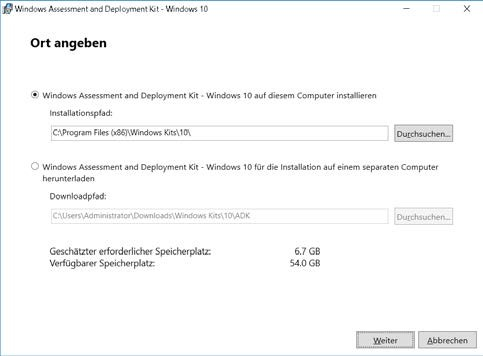 Windows Assessment and Deployment Kit - Windows 10
Ort angeben
Windows Assessment and Deployment Kit - Windows 10 auf diesem Computer installieren
Installationspfad:
C:\Program Files (x86)\Windows Kits\10\
Durchsuchen...
Windows Assessment and Deployment Kit - Windows 10 für die Installation auf einem separaten Computer
herunterladen
Downloadpfad:
C:\Users\Administrator\Downloads\Windows Kits\10\ADK
Durchsuchen...
Geschätzter erforderlicher Speicherplatz: 6.7 GB
Verfügbarer Speicherplatz: 54.0 GB
Weiter
Abbrechen